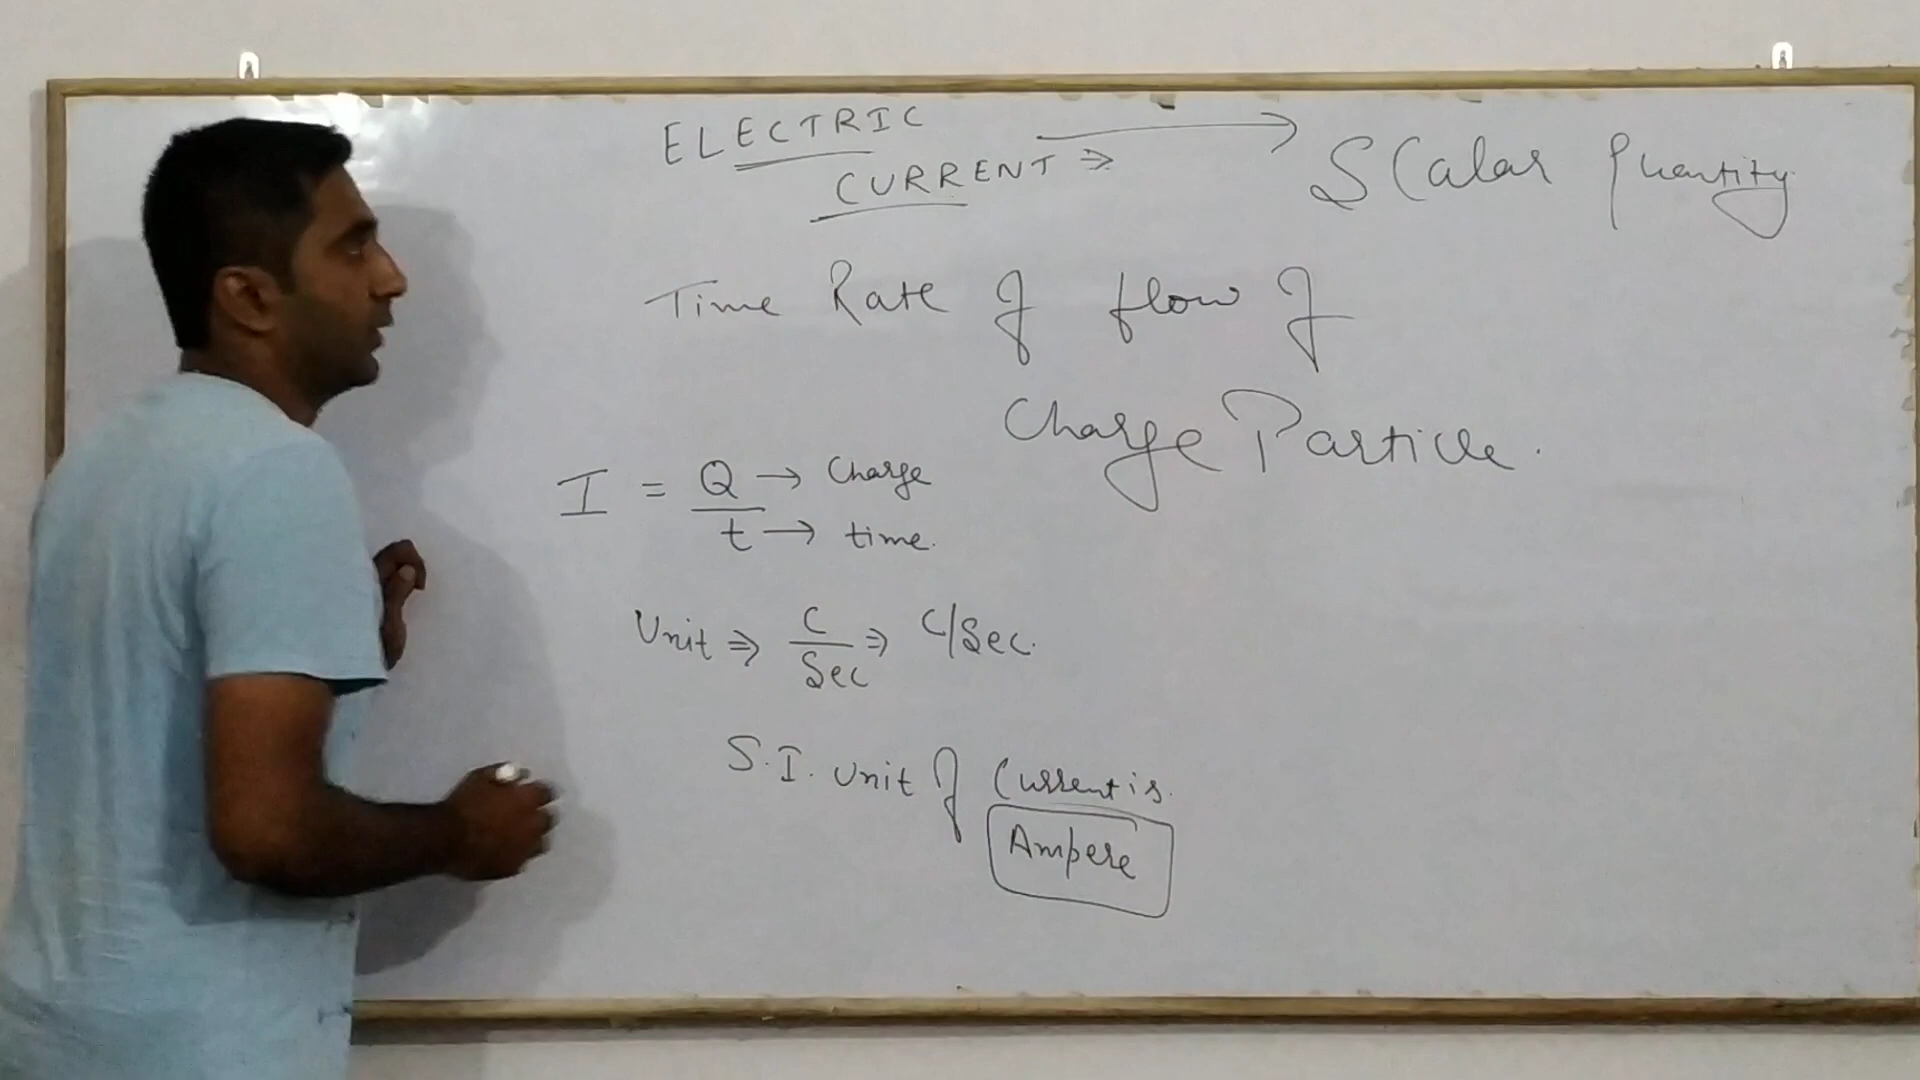 ELECTRIC
CURRENT ⇒ → Scalar Quantity
Time Rate of flow of
Charge Particle.
I = Q → Charge
t → time.
Unit ⇒ C ⇒ C/Sec.
Sec
S.I. Unit of Current is.
Ampere